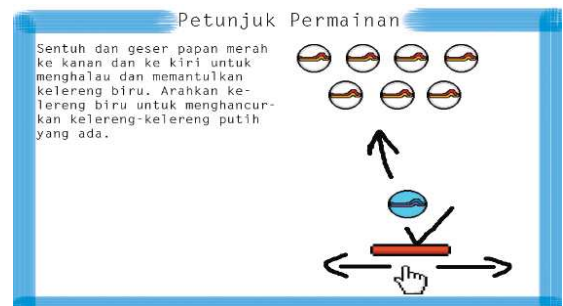 Petunjuk Permainan
Sentuh dan geser papan merah
ke kanan dan ke kiri untuk
menghalau dan memantulkan
kelereng biru. Arahkan ke-
lereng biru untuk menghancur-
kan kelereng-kelereng putih
yang ada.